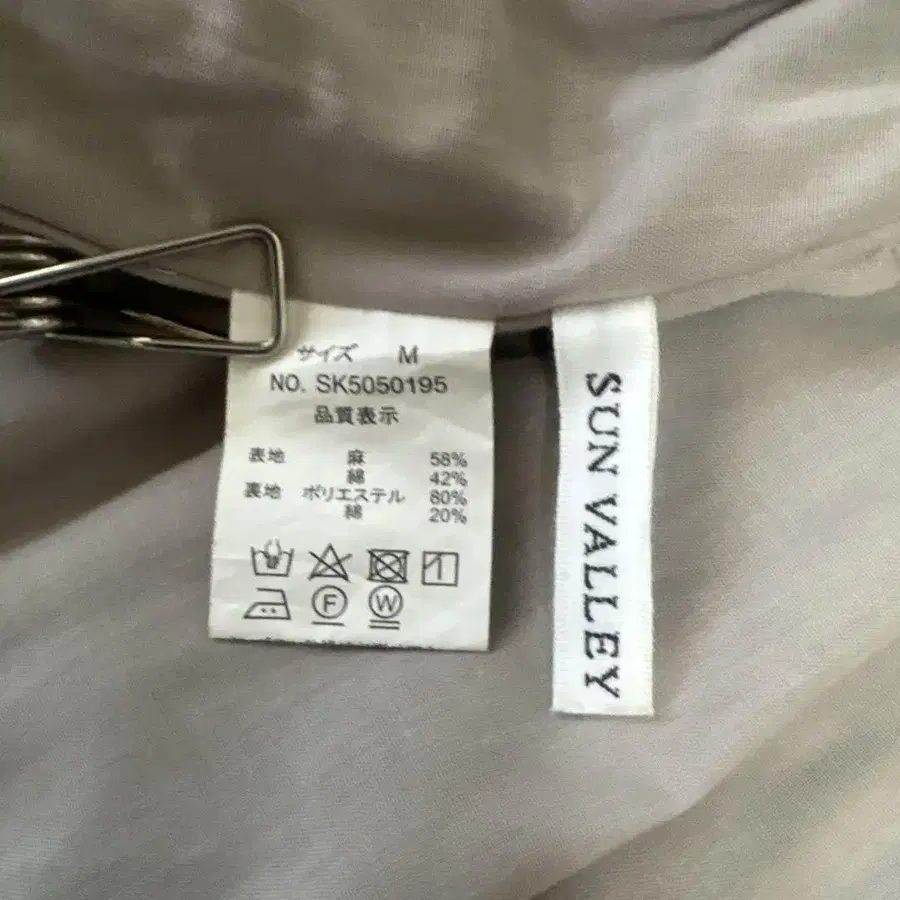 サイズ M
NO. SK5050195
品質表示
表地 麻 58%
綿 42%
裏地 ポリエステル 80%
綿 20%
F W
SUN VALLEY